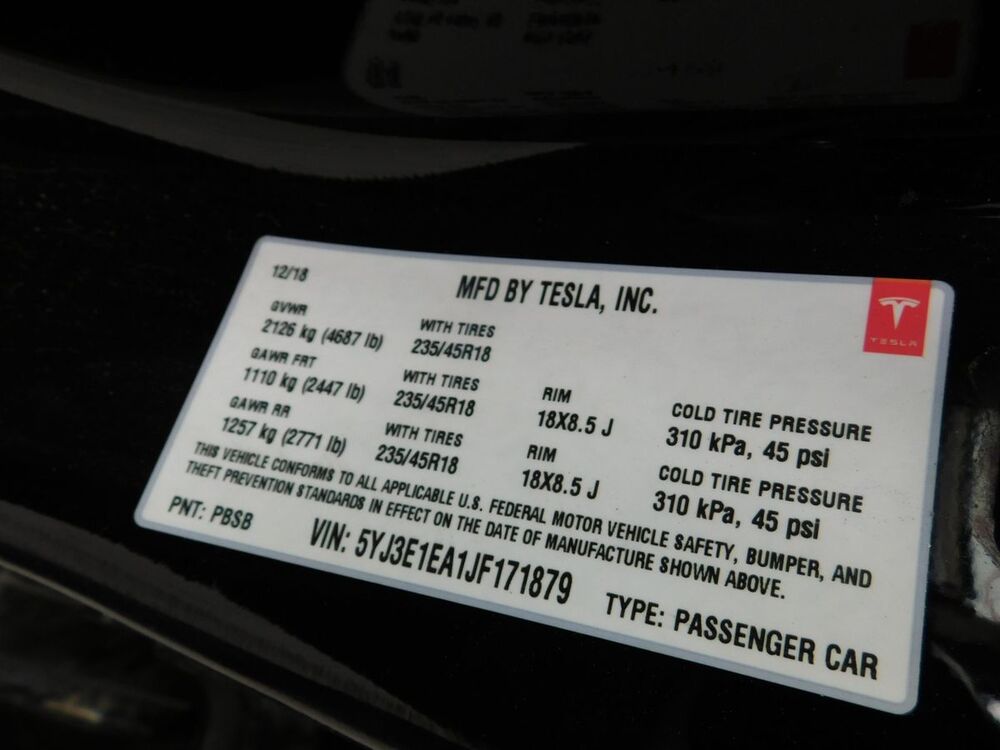 12/18
MFD BY TESLA, INC.
TESLA
GVWR
2126 kg (4687 lb)
WITH TIRES
235/45R18
GAWR FRT
1110 kg (2447 lb)
WITH TIRES
235/45R18
RIM
18X8.5 J
COLD TIRE PRESSURE
310 kPa, 45 psi
GAWR RR
1257 kg (2771 lb)
WITH TIRES
235/45R18
RIM
18X8.5 J
COLD TIRE PRESSURE
310 kPa, 45 psi
THIS VEHICLE CONFORMS TO ALL APPLICABLE U.S. FEDERAL MOTOR VEHICLE SAFETY, BUMPER, AND
THEFT PREVENTION STANDARDS IN EFFECT ON THE DATE OF MANUFACTURE SHOWN ABOVE.
PNT: PBSB
VIN: 5YJ3E1EA1JF171879
TYPE: PASSENGER CAR